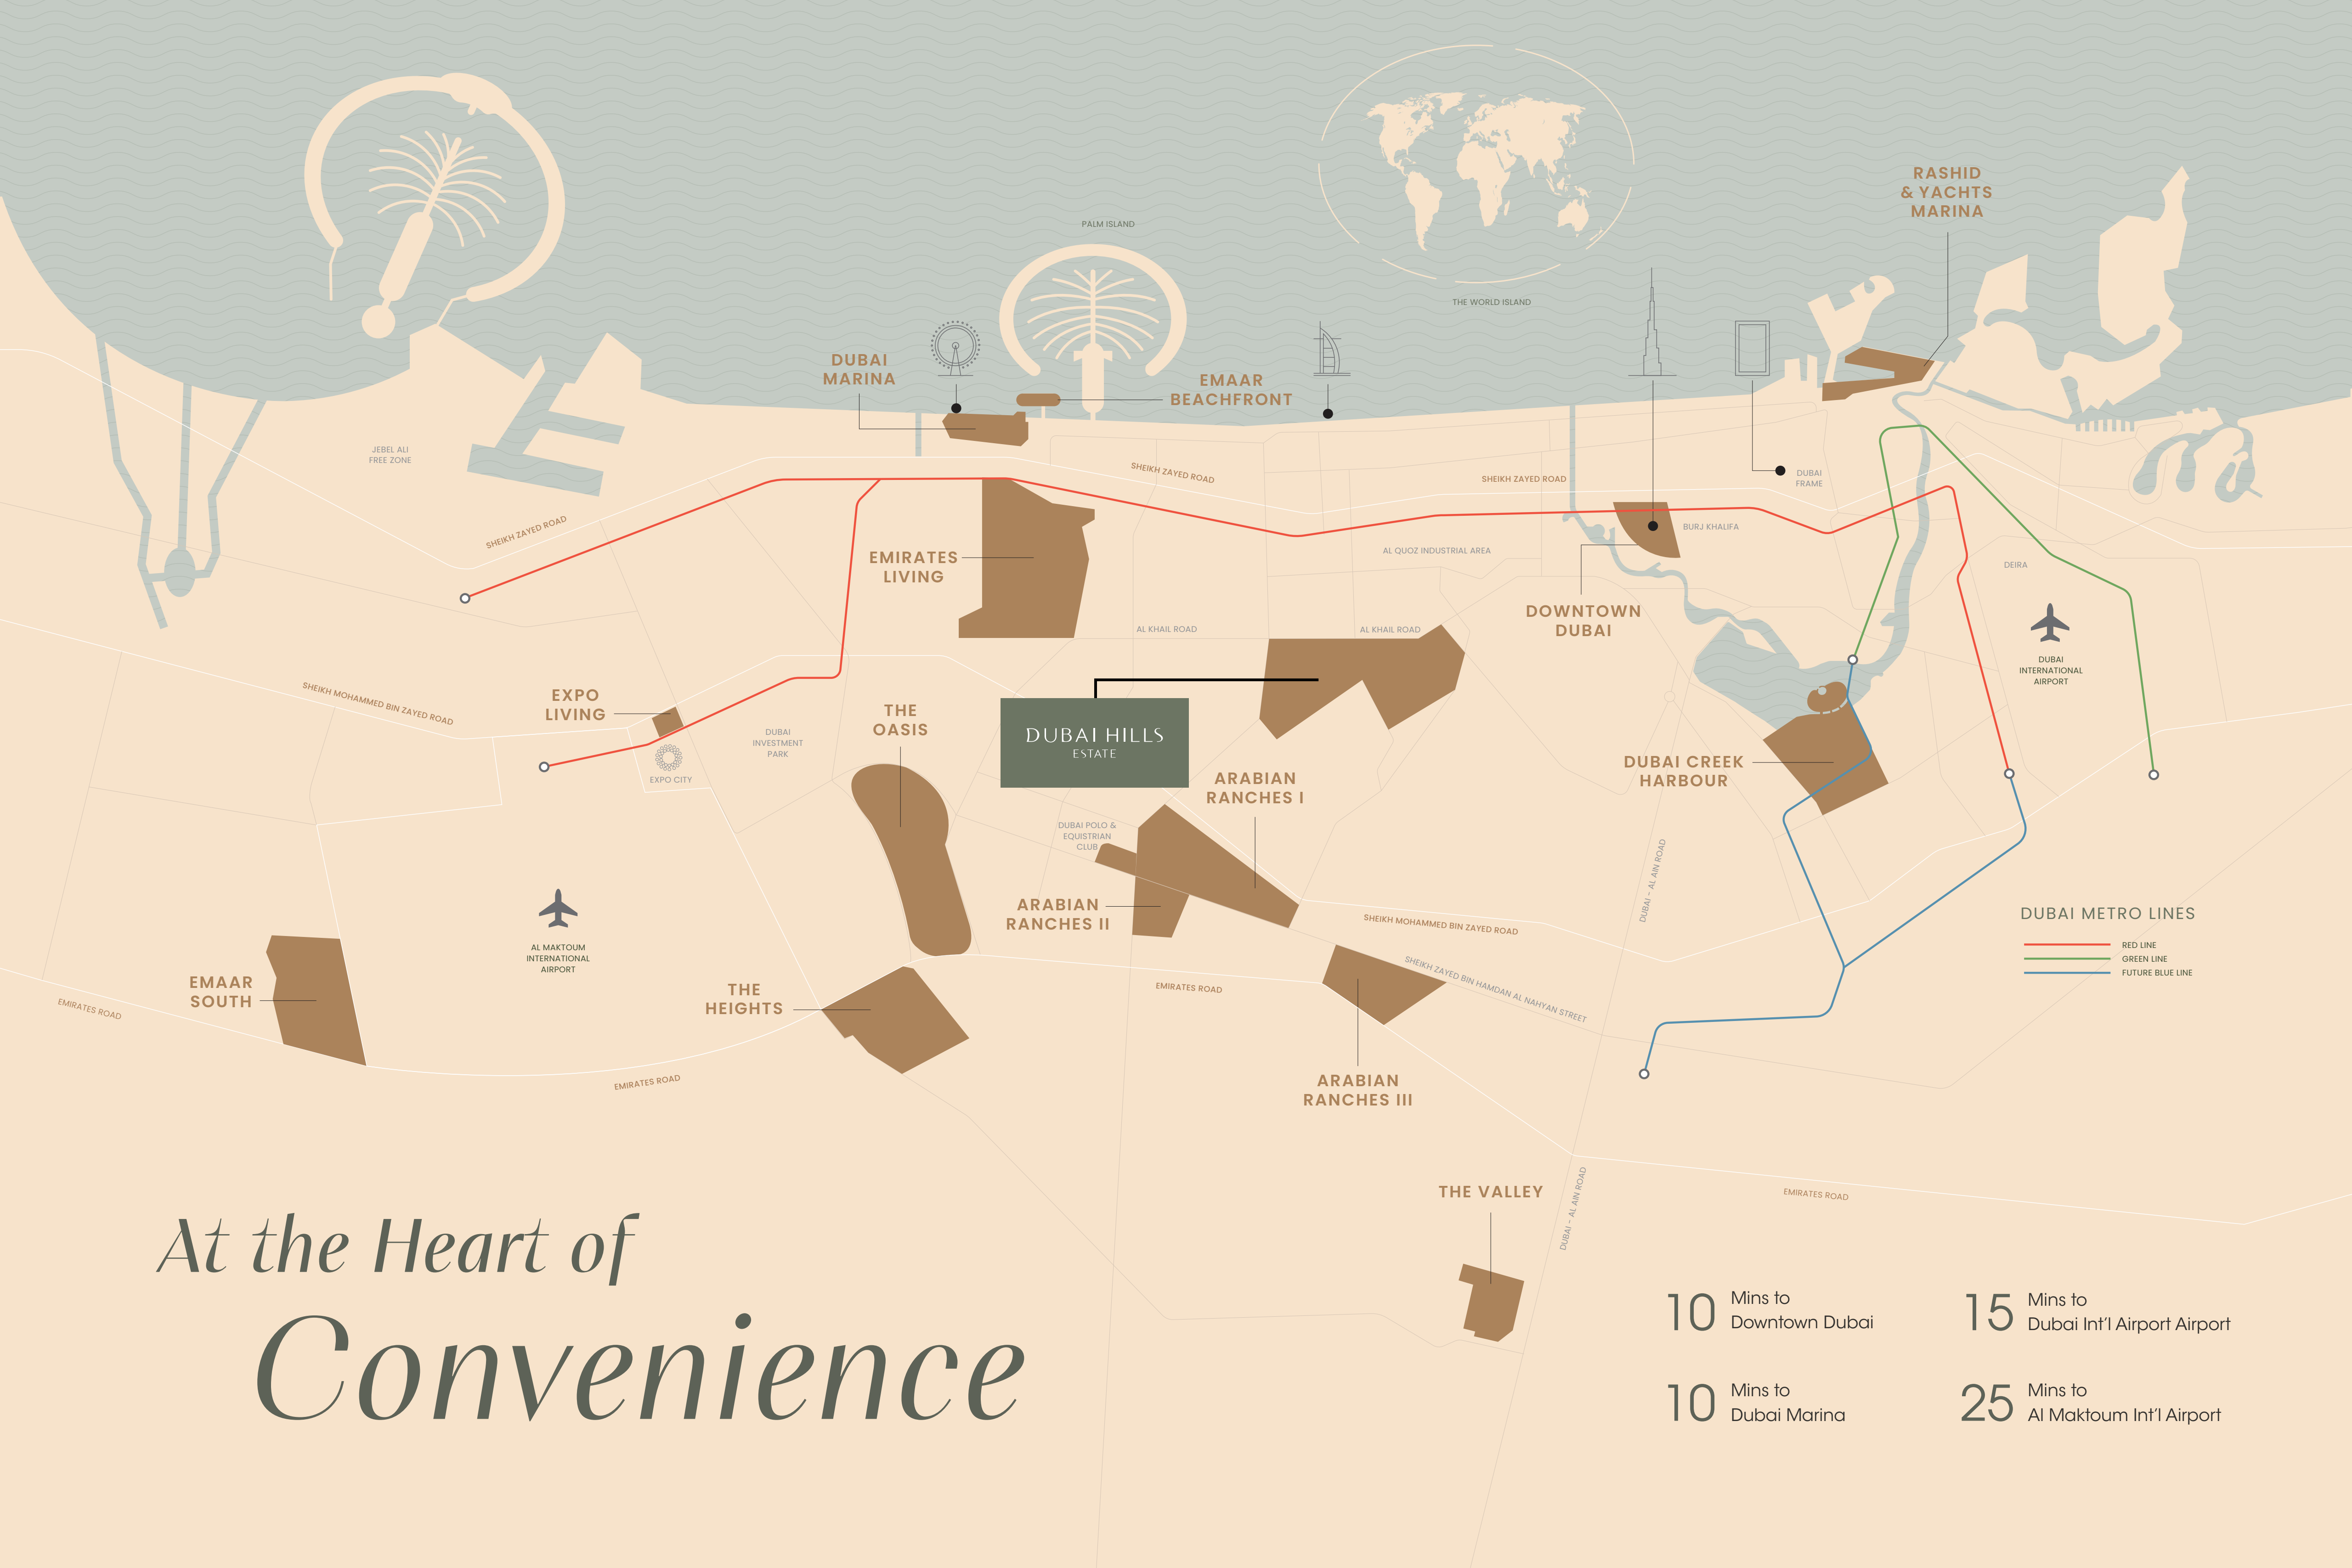 RASHID
& YACHTS
MARINA
PALM ISLAND
THE WORLD ISLAND
DUBAI
MARINA
EMAAR
BEACHFRONT
JEBEL ALI
FREE ZONE
SHEIKH ZAYED ROAD
SHEIKH ZAYED ROAD
SHEIKH ZAYED ROAD
DUBAI
FRAME
BURJ KHALIFA
EMIRATES
LIVING
AL QUOZ INDUSTRIAL AREA
DEIRA
DOWNTOWN
DUBAI
AL KHAIL ROAD
AL KHAIL ROAD
DUBAI
INTERNATIONAL
AIRPORT
SHEIKH MOHAMMED BIN ZAYED ROAD
EXPO
LIVING
EXPO CITY
DUBAI
INVESTMENT
PARK
THE
OASIS
DUBAI HILLS
ESTATE
DUBAI CREEK
HARBOUR
ARABIAN
RANCHES I
DUBAI POLO &
EQUISTRIAN
CLUB
ARABIAN
RANCHES II
DUBAI - AL AIN ROAD
SHEIKH MOHAMMED BIN ZAYED ROAD
SHEIKH ZAYED BIN HAMDAN AL NAHYAN STREET
DUBAI METRO LINES
RED LINE
GREEN LINE
FUTURE BLUE LINE
AL MAKTOUM
INTERNATIONAL
AIRPORT
EMAAR
SOUTH
EMIRATES ROAD
THE
HEIGHTS
EMIRATES ROAD
EMIRATES ROAD
ARABIAN
RANCHES III
THE VALLEY
DUBAI - AL AIN ROAD
EMIRATES ROAD
At the Heart of
Convenience
10 Mins to
Downtown Dubai
15 Mins to
Dubai Int'l Airport Airport
10 Mins to
Dubai Marina
25 Mins to
Al Maktoum Int'l Airport